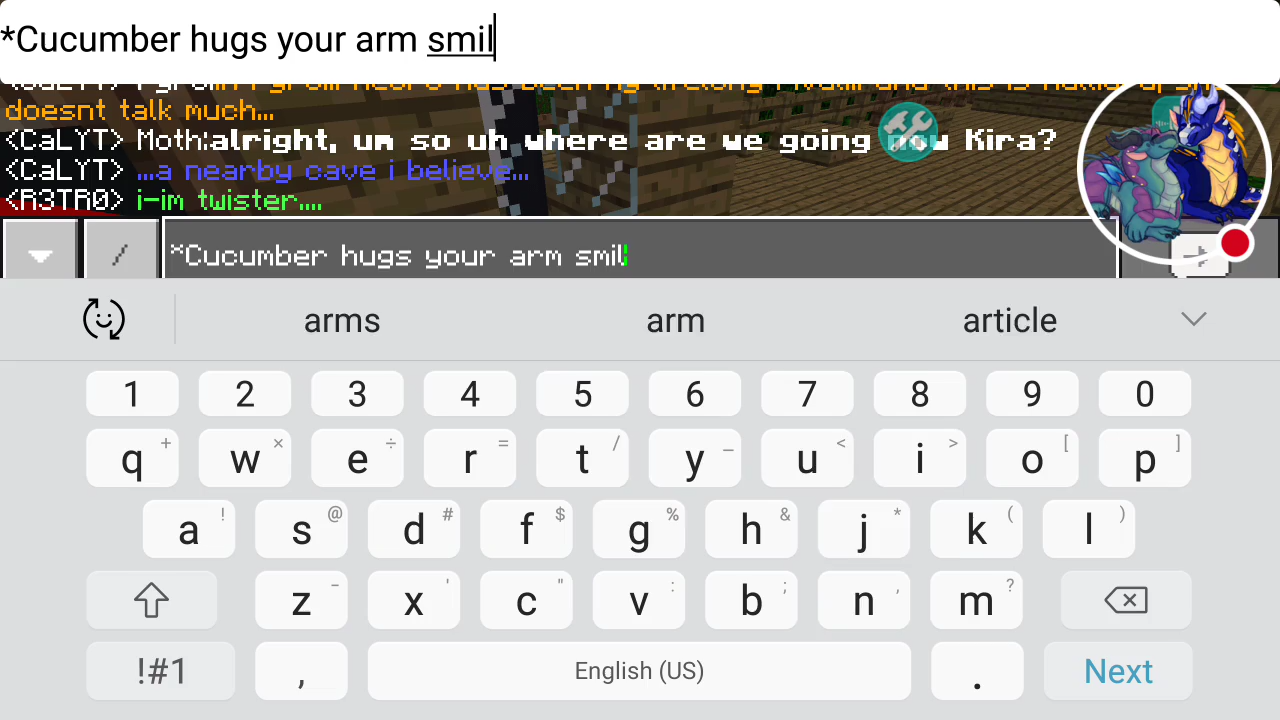 *Cucumber hugs your arm smil
doesnt talk much...
<CaLYT> Moth:alright, um so uh where are we going now Kira?
<CaLYT> ...a nearby cave i believe...
<R3TR0> i-im twister....
/
*Cucumber hugs your arm smil
arms arm article
1 2 3 4 5 6 7 8 9 0
q + w × e ÷ r = t / y _ u < i > o [ p ]
a ! s @ d # f $ g % h & j * k ( l )
z - x ' c " v : b ; n , m ?
!#1 , English (US) . Next